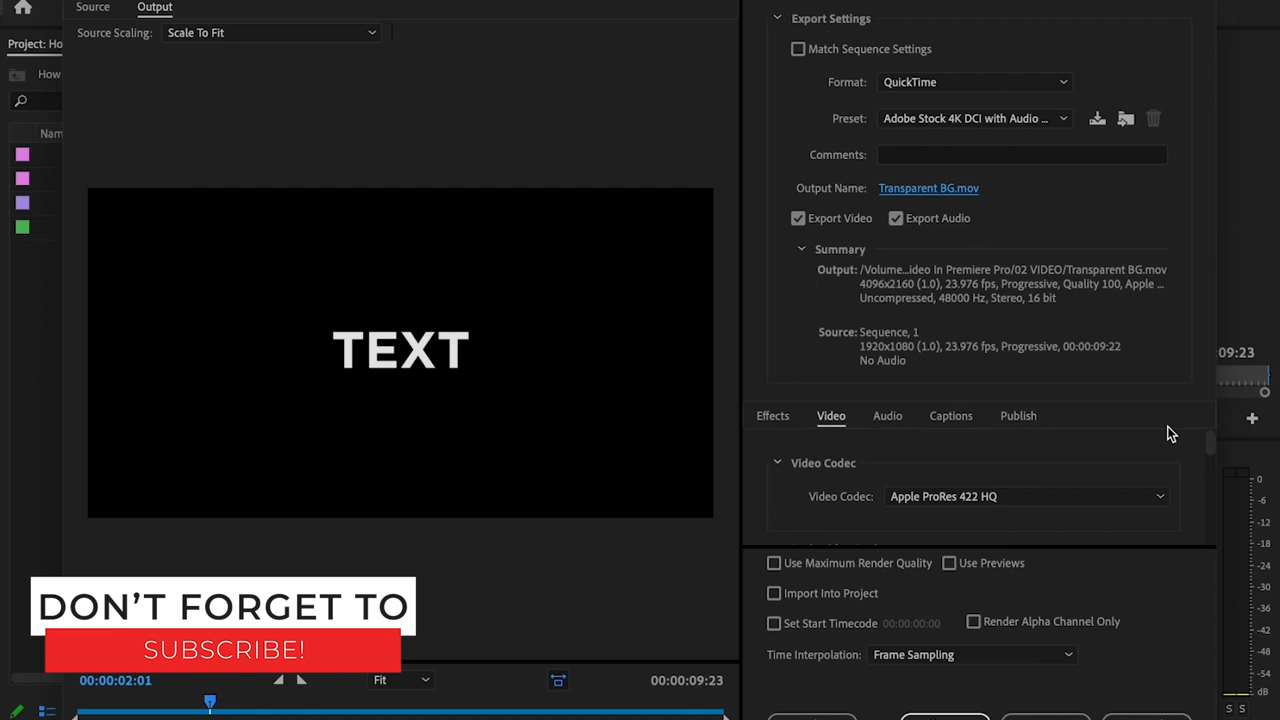 Source
Output
Source Scaling: Scale To Fit
Project: Ho
How
Nam
TEXT
DON'T FORGET TO
SUBSCRIBE!
00:00:02:01
Fit
00:00:09:23
Export Settings
Match Sequence Settings
Format: QuickTime
Preset: Adobe Stock 4K DCI with Audio ...
Comments:
Output Name: Transparent BG.mov
Export Video Export Audio
Summary
Output: /Volume...ideo In Premiere Pro/02 VIDEO/Transparent BG.mov
4096x2160 (1.0), 23.976 fps, Progressive, Quality 100, Apple ...
Uncompressed, 48000 Hz, Stereo, 16 bit
Source: Sequence, 1
1920x1080 (1.0), 23.976 fps, Progressive, 00:00:09:22
No Audio
Effects Video Audio Captions Publish
Video Codec
Video Codec: Apple ProRes 422 HQ
Use Maximum Render Quality Use Previews
Import Into Project
Set Start Timecode 00:00:00:00 Render Alpha Channel Only
Time Interpolation: Frame Sampling
:09:23
0
-6
-12
-18
-24
-30
-36
-42
-48
-54
dB
S S